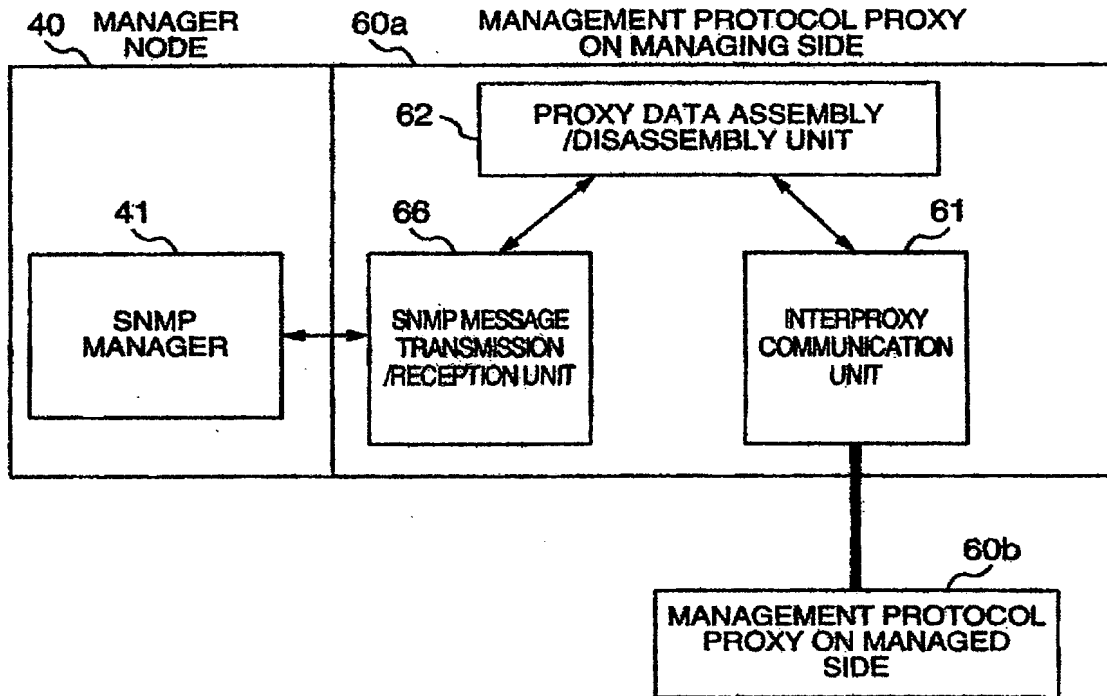 40
MANAGER
NODE
60a
MANAGEMENT PROTOCOL PROXY
ON MANAGING SIDE
62
PROXY DATA ASSEMBLY
/DISASSEMBLY UNIT
41
SNMP
MANAGER
66
SNMP MESSAGE
TRANSMISSION
/RECEPTION UNIT
61
INTERPROXY
COMMUNICATION
UNIT
60b
MANAGEMENT PROTOCOL
PROXY ON MANAGED
SIDE